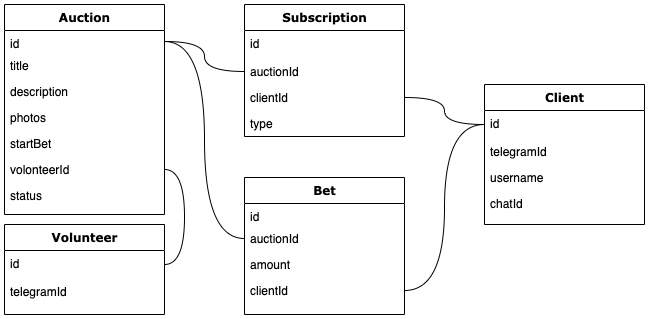 Auction
id
title
description
photos
startBet
volonteerId
status
Volunteer
id
telegramId
Subscription
id
auctionId
clientId
type
Bet
id
auctionId
amount
clientId
Client
id
telegramId
username
chatId